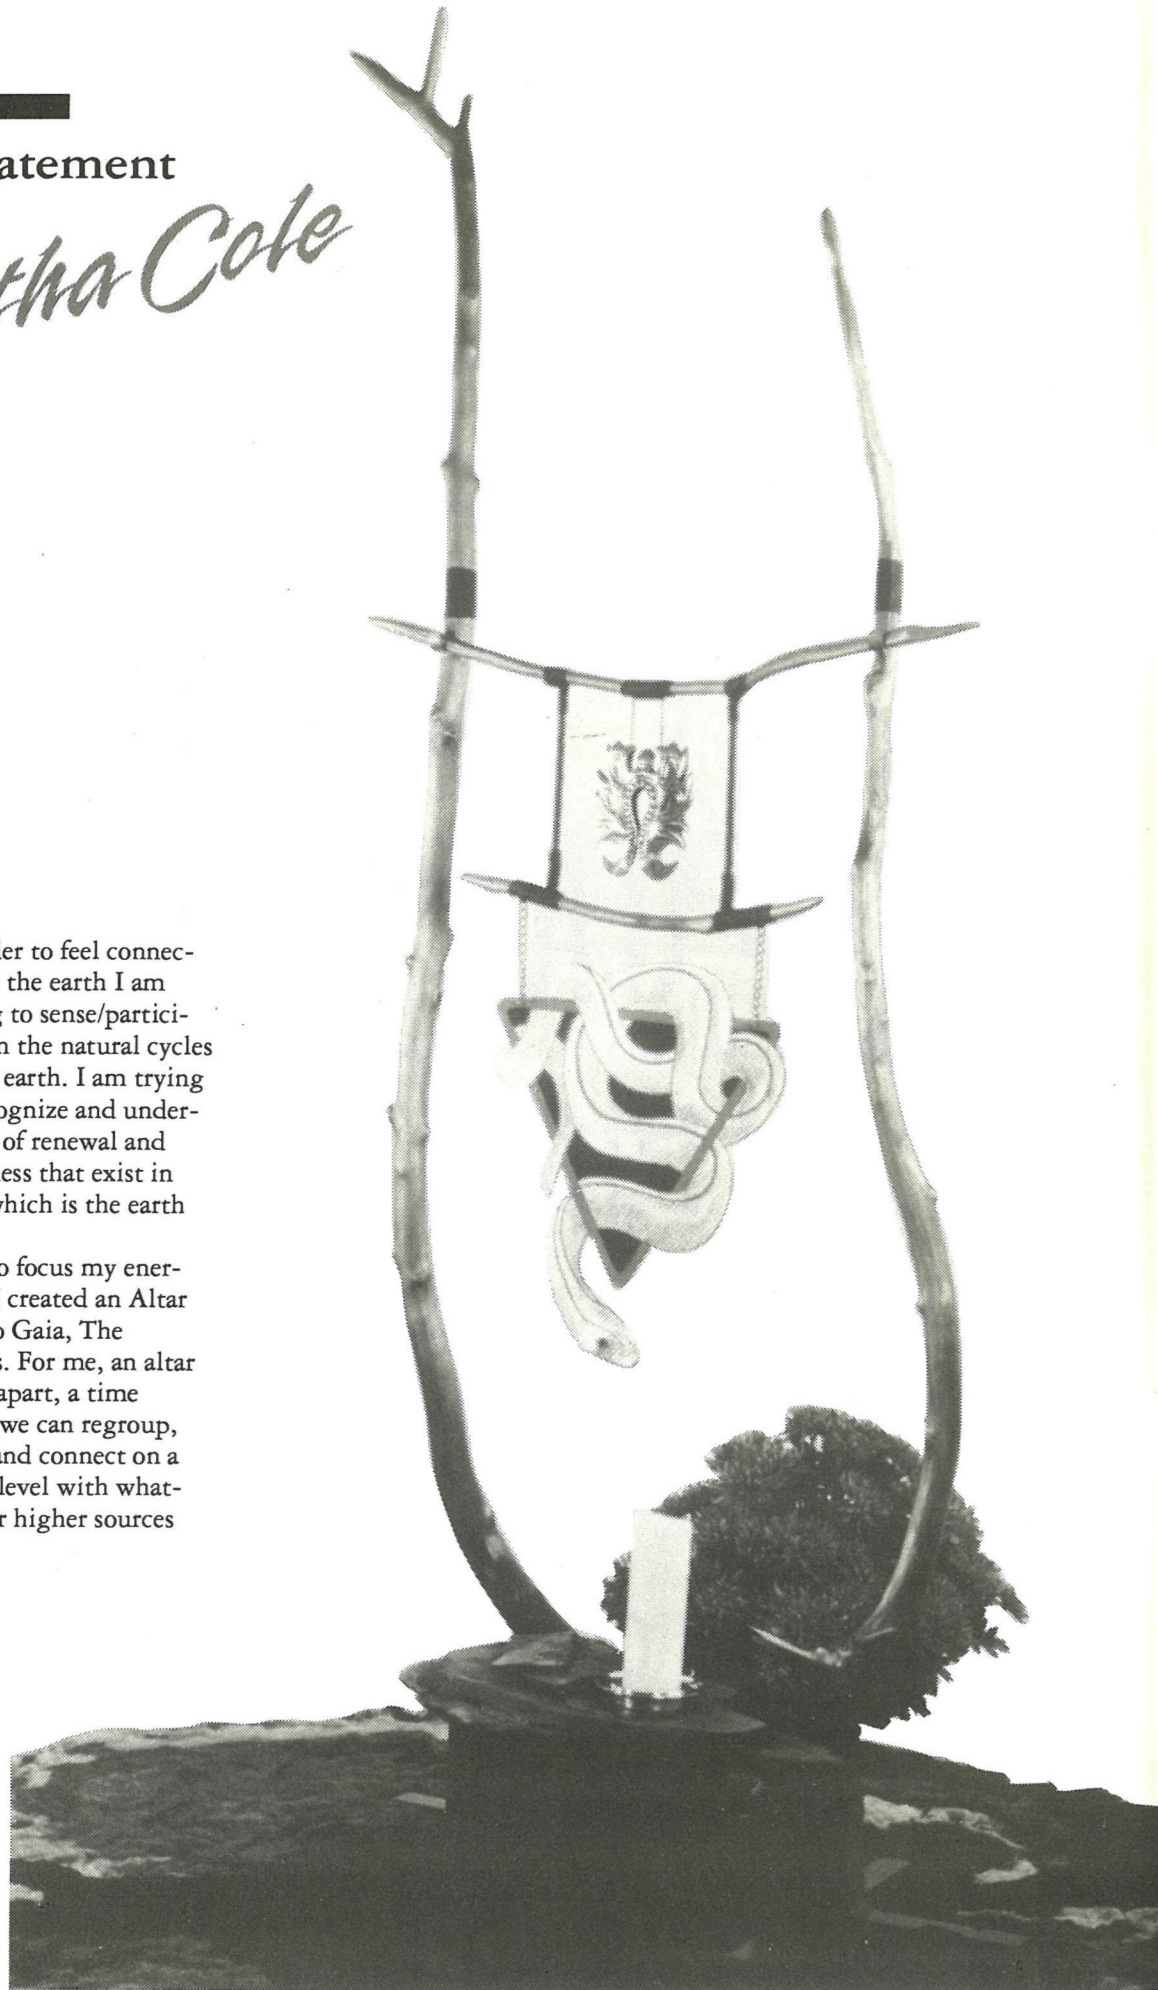 atement
tha Cole
er to feel connec-
the earth I am
g to sense/partici-
n the natural cycles
earth. I am trying
ognize and under-
of renewal and
ess that exist in
which is the earth
o focus my ener-
I created an Altar
o Gaia, The
s. For me, an altar
apart, a time
we can regroup,
and connect on a
level with what-
r higher sources